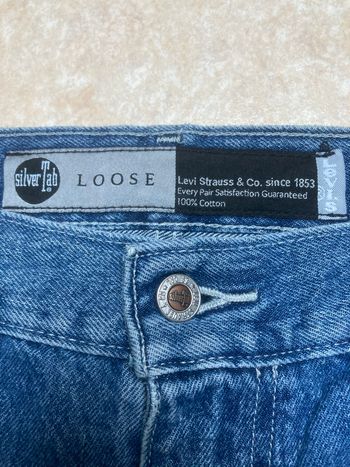 silverTab
LOOSE
Levi Strauss & Co. since 1853
Every Pair Satisfaction Guaranteed
100% Cotton
LEVI'S